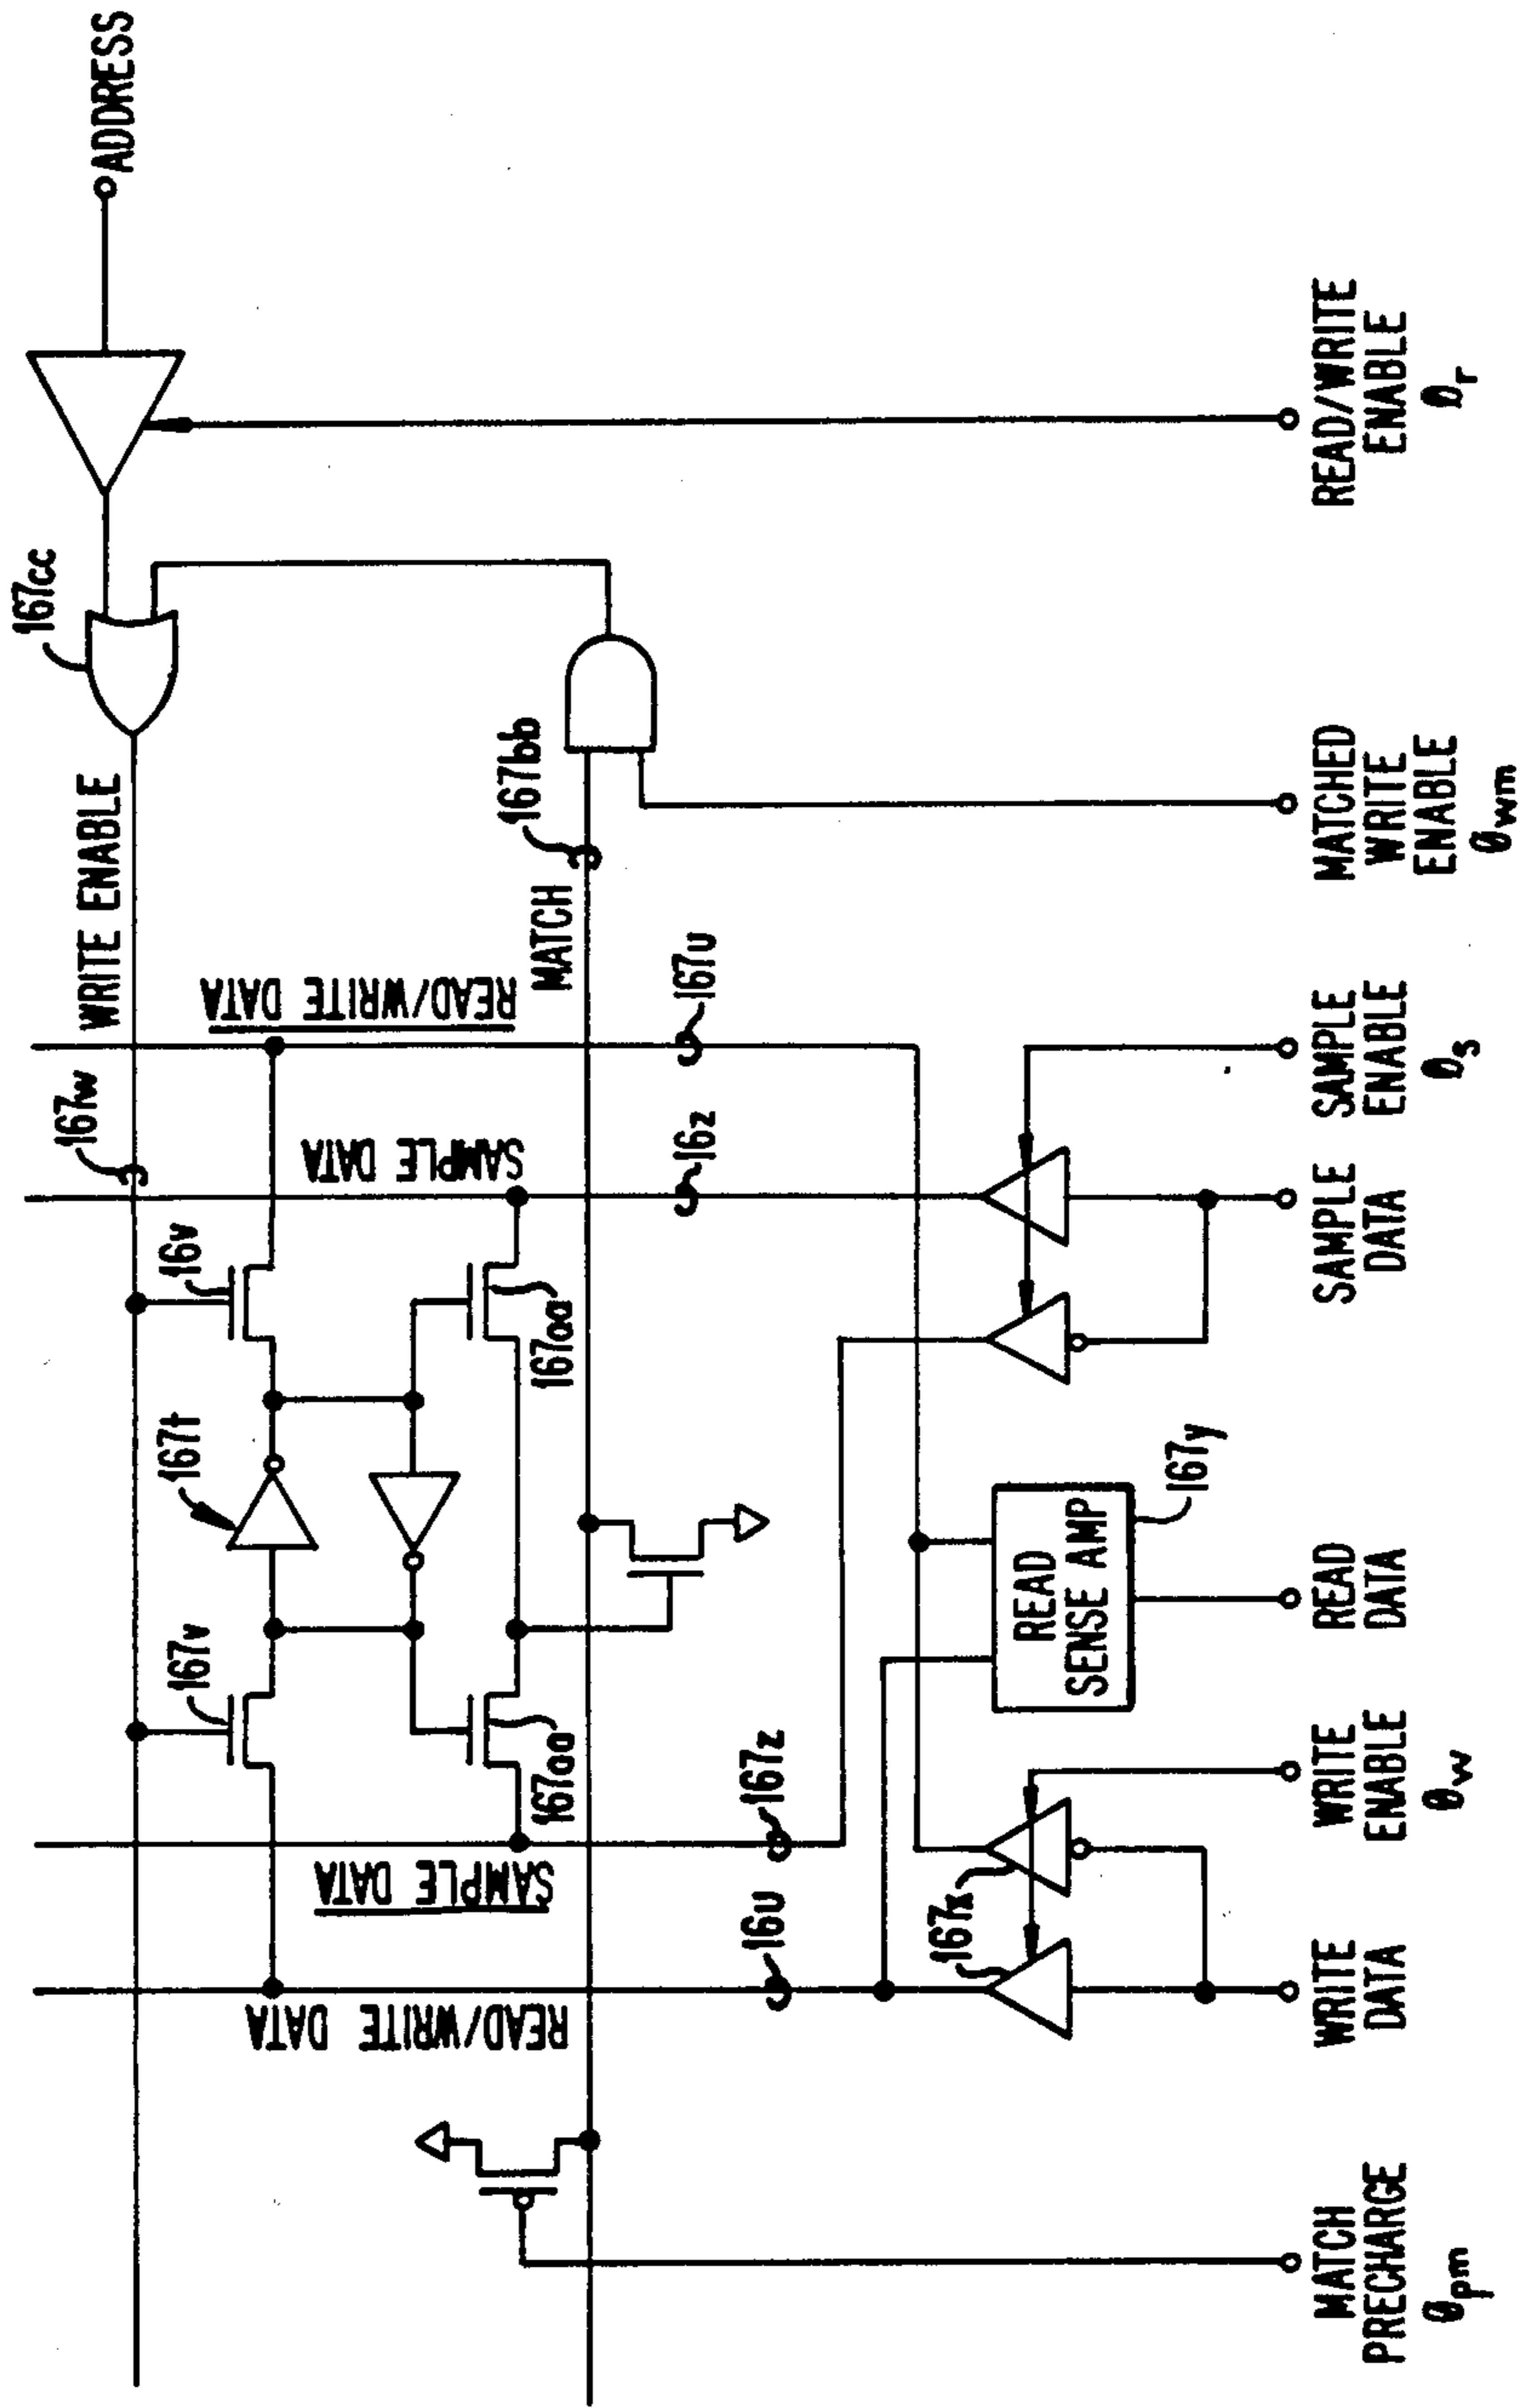 ADDRESS
167cc
WRITE ENABLE
167w
READ/WRITE DATA
MATCH
167bb
167u
SAMPLE DATA
16z
16v
167aa
167t
167v
167aa
SAMPLE DATA
167z
READ/WRITE DATA
16u
167x
READ
SENSE AMP
167y
MATCH
PRECHARGE
Øpm
WRITE
DATA
WRITE
ENABLE
Øw
READ
DATA
SAMPLE
DATA
SAMPLE
ENABLE
Øs
MATCHED
WRITE
ENABLE
Øwm
READ/WRITE
ENABLE
Ør